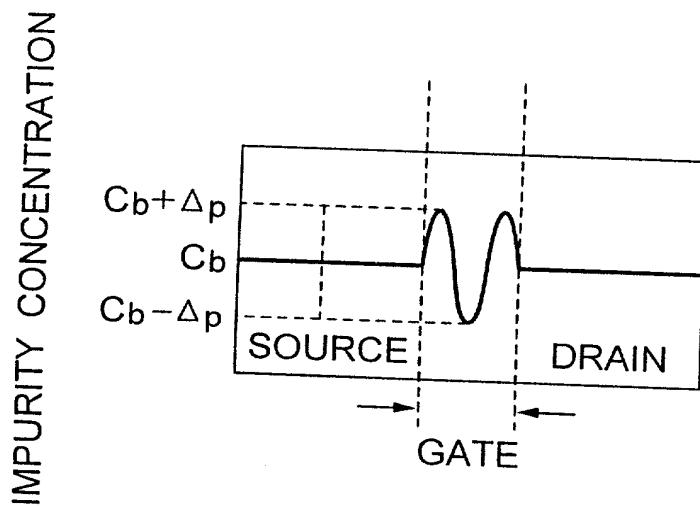 IMPURITY CONCENTRATION
Cb+Δp
Cb
Cb−Δp
SOURCE
DRAIN
GATE